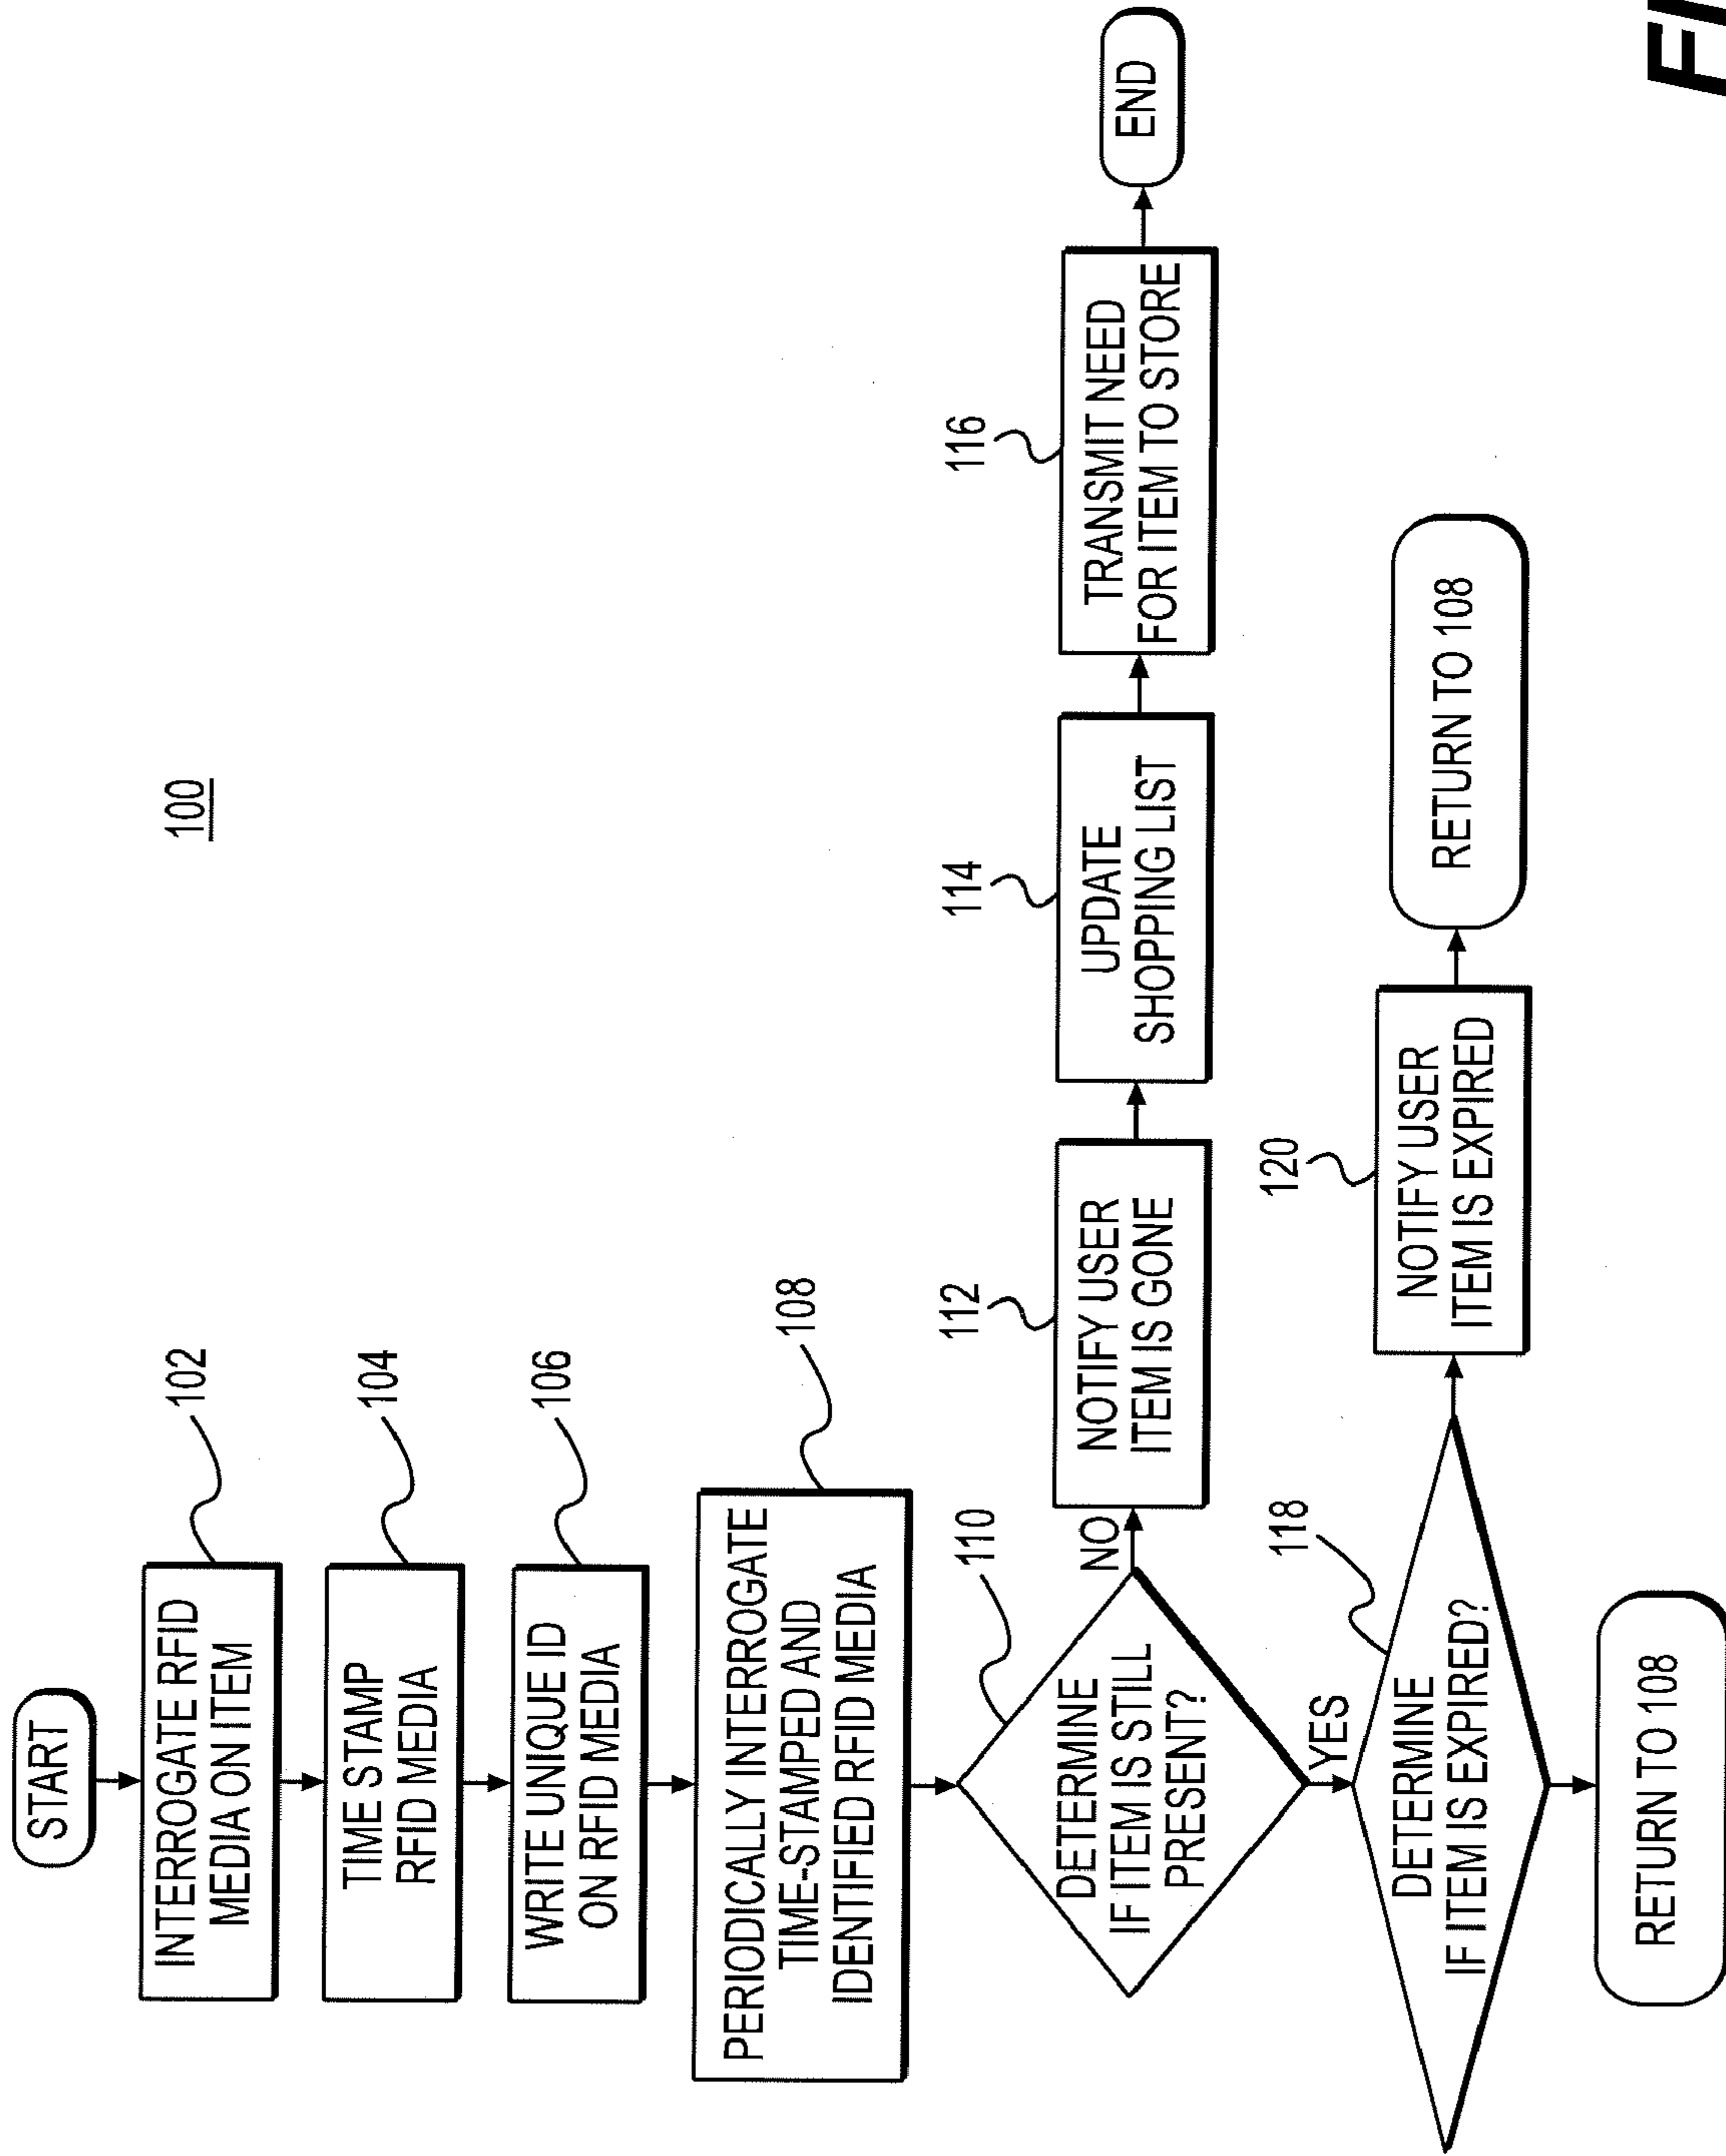 100
START
INTERROGATE RFID
MEDIA ON ITEM
102
TIME STAMP
RFID MEDIA
104
WRITE UNIQUE ID
ON RFID MEDIA
106
PERIODICALLY INTERROGATE
TIME-STAMPED AND
IDENTIFIED RFID MEDIA
108
DETERMINE
IF ITEM IS STILL
PRESENT?
110
NO
NOTIFY USER
ITEM IS GONE
112
UPDATE
SHOPPING LIST
114
TRANSMIT NEED
FOR ITEM TO STORE
116
END
YES
DETERMINE
IF ITEM IS EXPIRED?
118
NOTIFY USER
ITEM IS EXPIRED
120
RETURN TO 108
RETURN TO 108